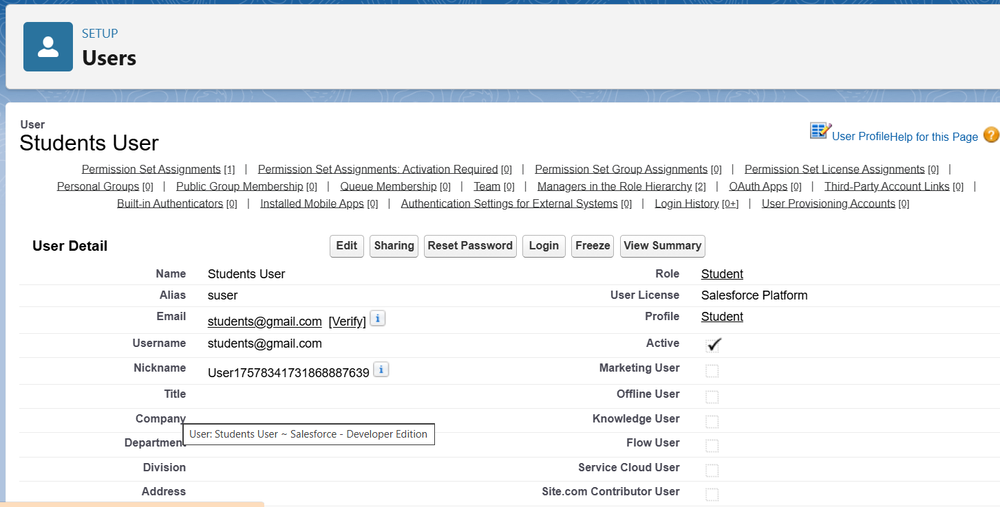 SETUP
Users
User
Students User
User Profile Help for this Page ?
Permission Set Assignments [1] | Permission Set Assignments: Activation Required [0] | Permission Set Group Assignments [0] | Permission Set License Assignments [0] |
Personal Groups [0] | Public Group Membership [0] | Queue Membership [0] | Team [0] | Managers in the Role Hierarchy [2] | OAuth Apps [0] | Third-Party Account Links [0] |
Built-in Authenticators [0] | Installed Mobile Apps [0] | Authentication Settings for External Systems [0] | Login History [0+] | User Provisioning Accounts [0]
User Detail Edit Sharing Reset Password Login Freeze View Summary
Name Students User Role Student
Alias suser User License Salesforce Platform
Email students@gmail.com [Verify] i Profile Student
Username students@gmail.com Active
Nickname User17578341731868887639 i Marketing User
Title Offline User
Company Knowledge User
User: Students User ~ Salesforce - Developer Edition
Department Flow User
Division Service Cloud User
Address Site.com Contributor User